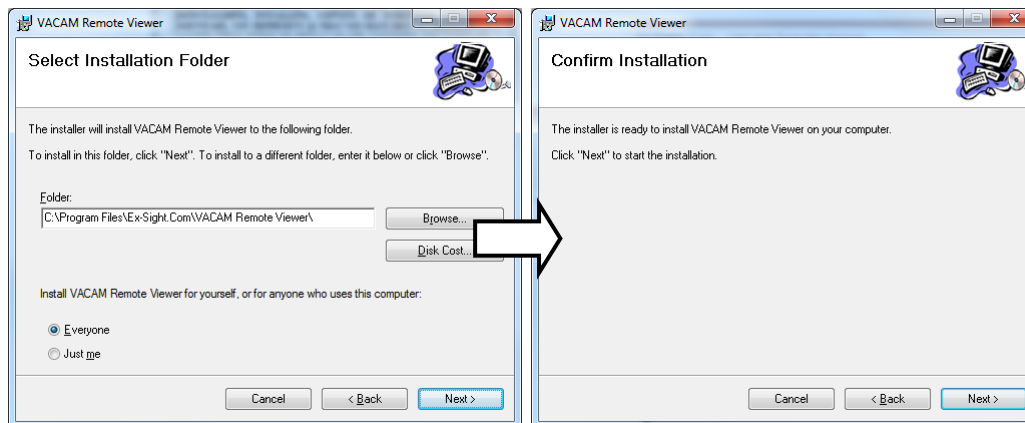 VACAM Remote Viewer
Select Installation Folder
The installer will install VACAM Remote Viewer to the following folder.
To install in this folder, click "Next". To install to a different folder, enter it below or click "Browse".
Folder:
C:\Program Files\Ex-Sight.Com\VACAM Remote Viewer\
Browse...
Disk Cost...
Install VACAM Remote Viewer for yourself, or for anyone who uses this computer:
Everyone
Just me
Cancel
< Back
Next >
VACAM Remote Viewer
Confirm Installation
The installer is ready to install VACAM Remote Viewer on your computer.
Click "Next" to start the installation.
Cancel
< Back
Next >